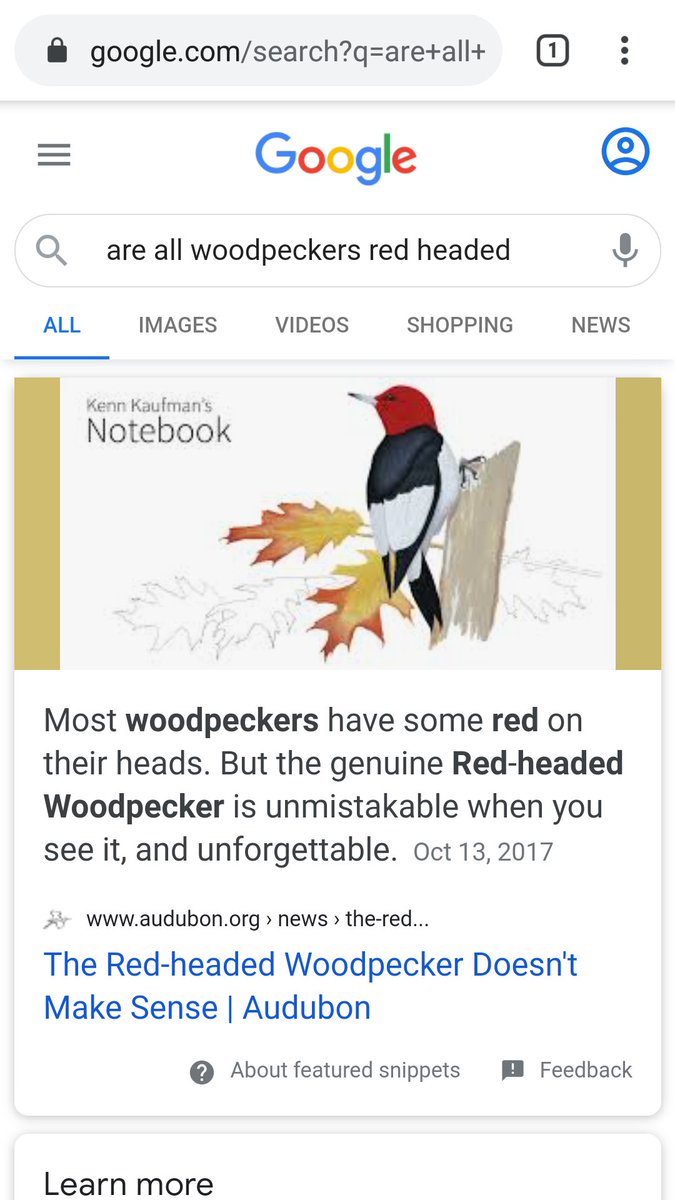 google.com/search?q=are+all+
1
Google
are all woodpeckers red headed
ALL IMAGES VIDEOS SHOPPING NEWS
Kenn Kaufman's
Notebook
Most woodpeckers have some red on
their heads. But the genuine Red-headed
Woodpecker is unmistakable when you
see it, and unforgettable. Oct 13, 2017
www.audubon.org › news › the-red...
The Red-headed Woodpecker Doesn't
Make Sense | Audubon
About featured snippets Feedback
Learn more